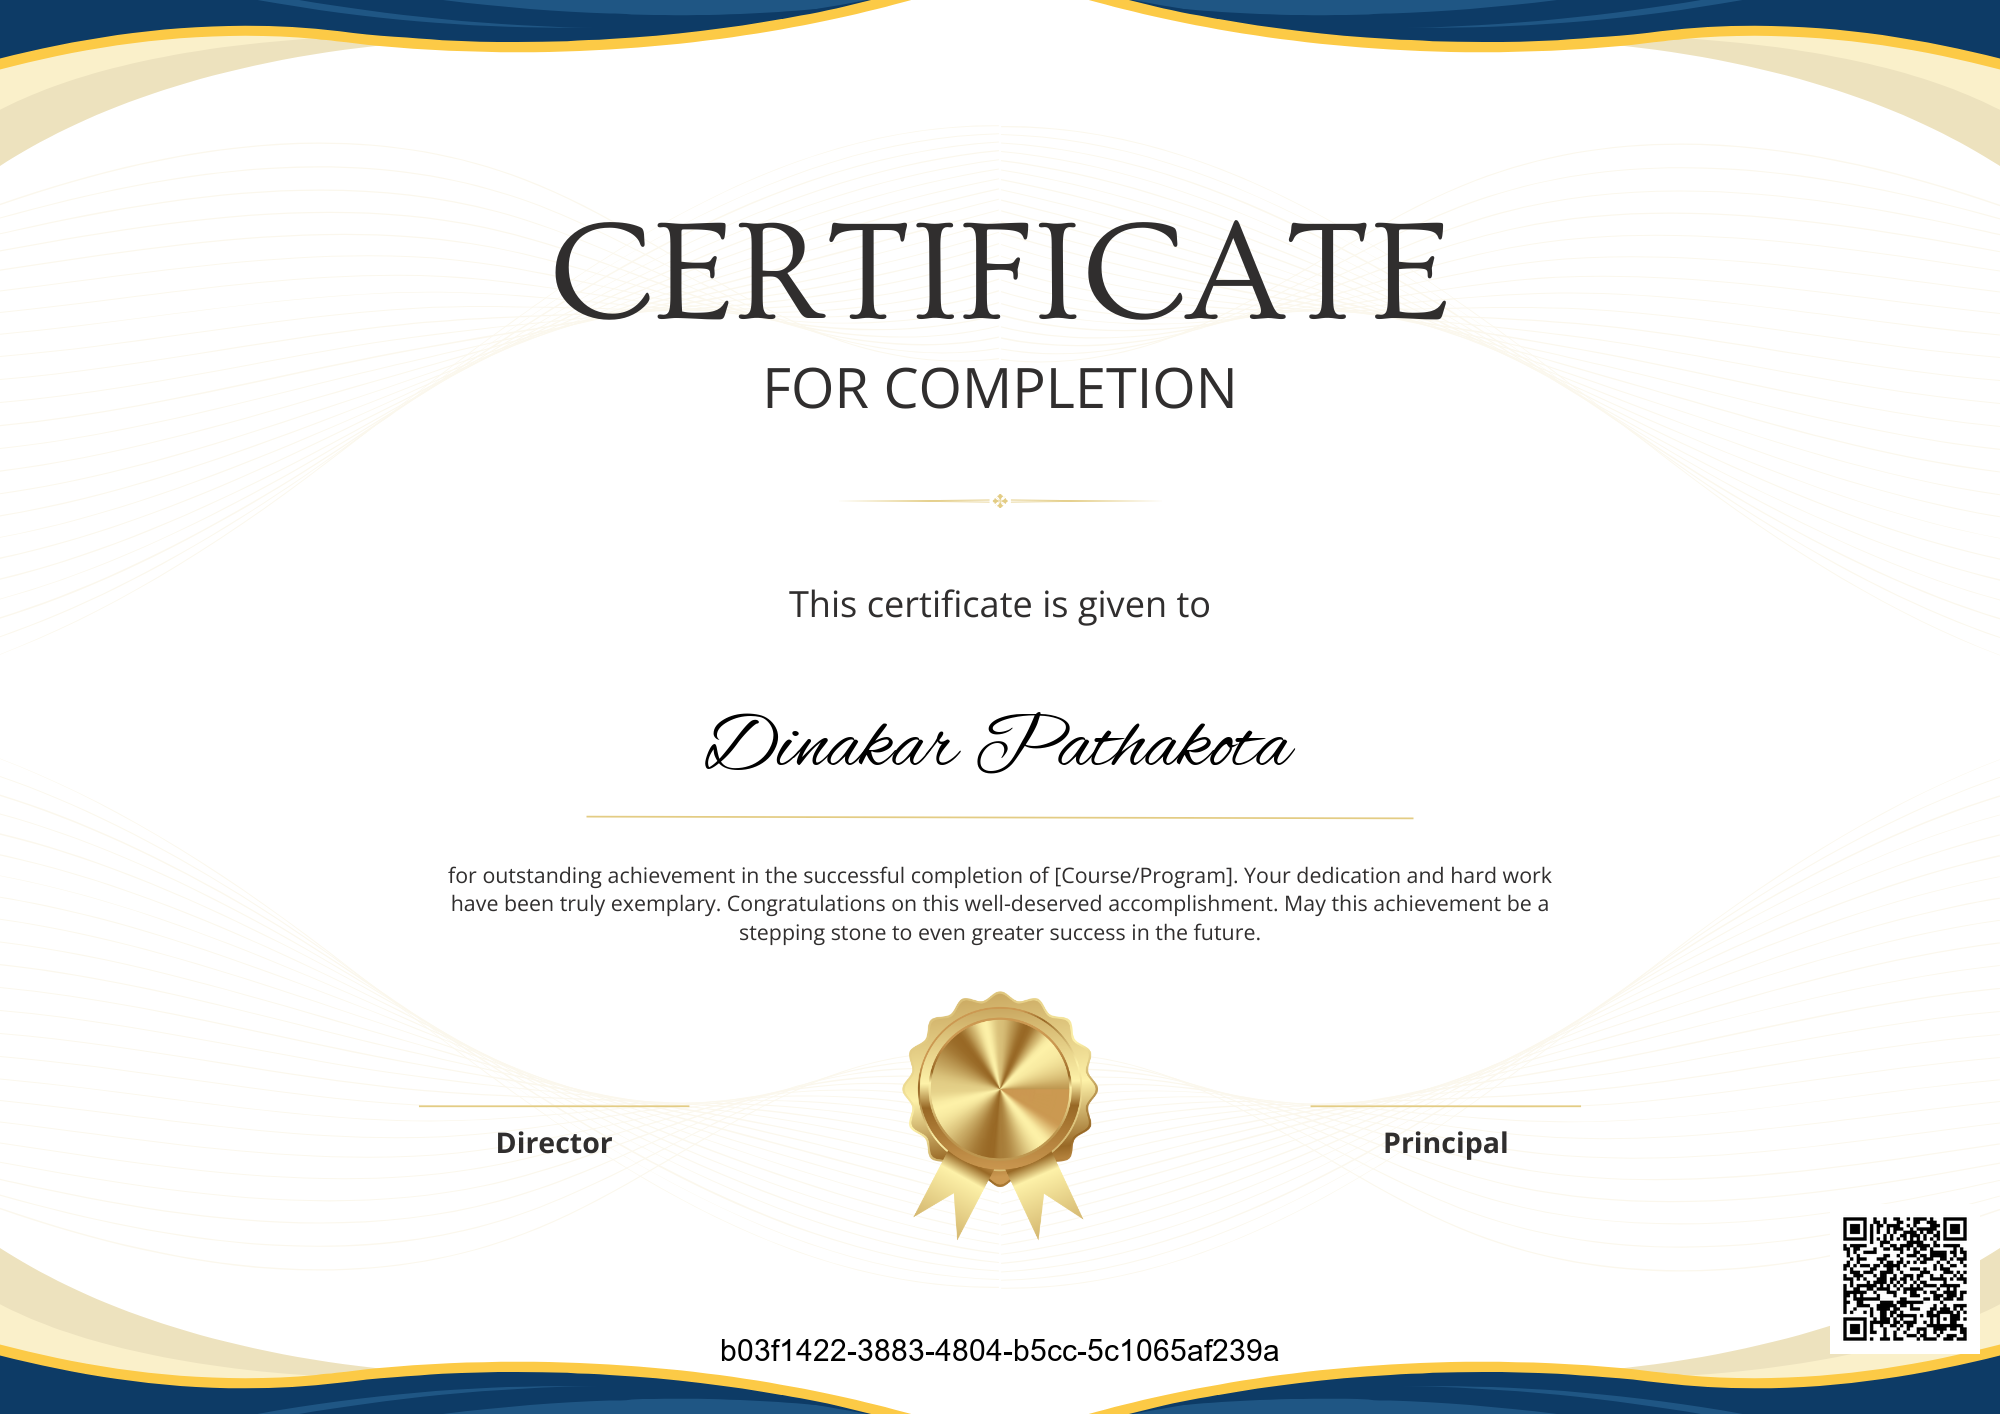 CERTIFICATE
FOR COMPLETION
This certificate is given to
Dinakar Pathakota
for outstanding achievement in the successful completion of [Course/Program]. Your dedication and hard work
have been truly exemplary. Congratulations on this well-deserved accomplishment. May this achievement be a
stepping stone to even greater success in the future.
Director
Principal
b03f1422-3883-4804-b5cc-5c1065af239a